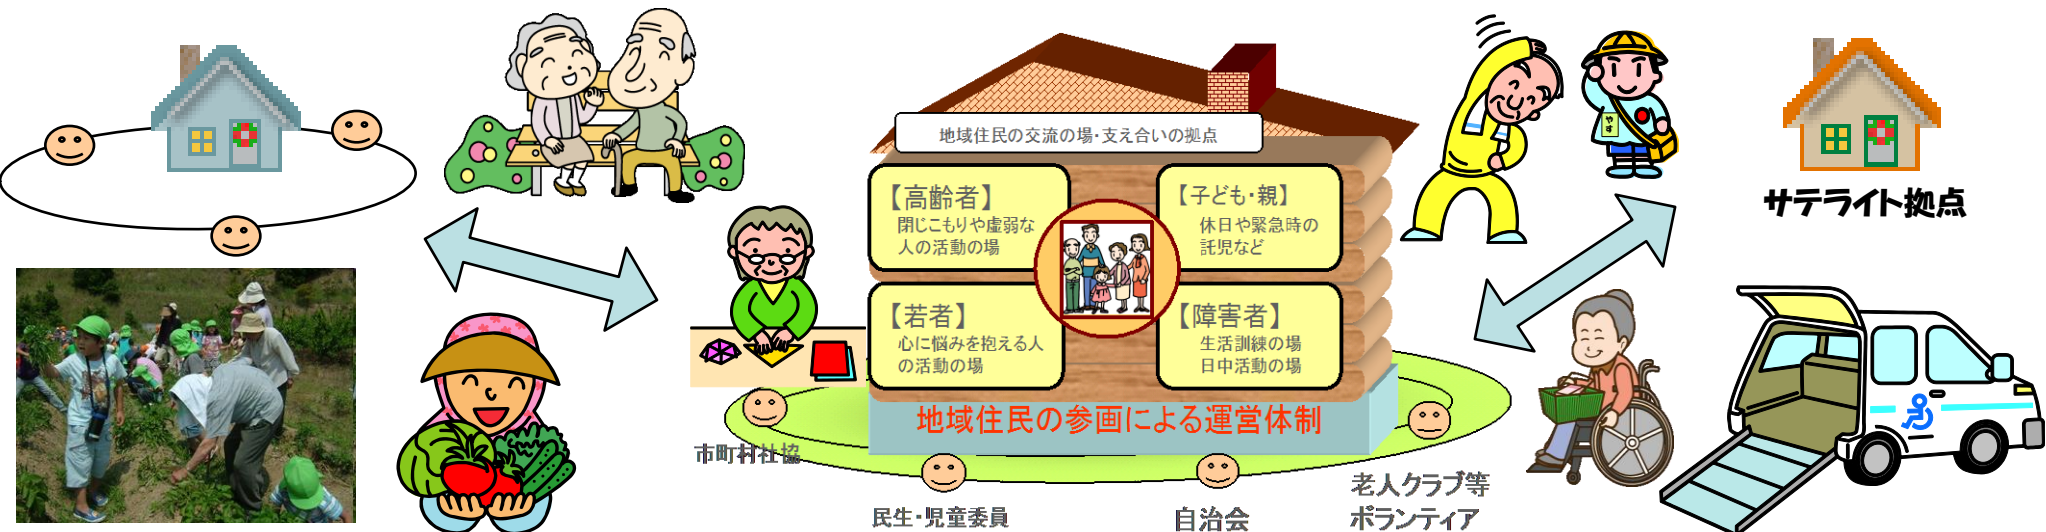 地域住民の交流の場・支え合いの拠点
【高齢者】
閉じこもりや虚弱な
人の活動の場
【子ども・親】
休日や緊急時の
託児など
【若者】
心に悩みを抱える人
の活動の場
【障害者】
生活訓練の場
日中活動の場
地域住民の参画による運営体制
サテライト拠点
市町村社協
民生・児童委員
自治会
老人クラブ等
ボランティア